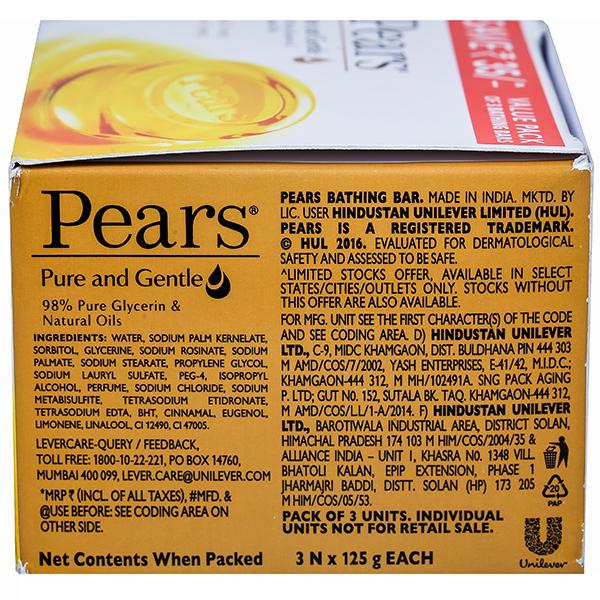 Pears
Pears
SAVE ₹ 35/-
VALUE PACK
OF 3 BATHING BARS
Pears®
Pure and Gentle
98% Pure Glycerin &
Natural Oils
INGREDIENTS: WATER, SODIUM PALM KERNELATE,
SORBITOL, GLYCERINE, SODIUM ROSINATE, SODIUM
PALMATE, SODIUM STEARATE, PROPYLENE GLYCOL,
SODIUM LAURYL SULFATE, PEG-4, ISOPROPYL
ALCOHOL, PERFUME, SODIUM CHLORIDE, SODIUM
METABISULFITE, TETRASODIUM ETIDRONATE,
TETRASODIUM EDTA, BHT, CINNAMAL, EUGENOL,
LIMONENE, LINALOOL, CI 12490, CI 47005.
LEVERCARE-QUERY / FEEDBACK,
TOLL FREE: 1800-10-22-221, PO BOX 14760,
MUMBAI 400 099, LEVER.CARE@UNILEVER.COM
*MRP ₹ (INCL. OF ALL TAXES), #MFD. &
@USE BEFORE: SEE CODING AREA ON
OTHER SIDE.
Net Contents When Packed
PEARS BATHING BAR. MADE IN INDIA. MKTD. BY
LIC. USER HINDUSTAN UNILEVER LIMITED (HUL).
PEARS IS A REGISTERED TRADEMARK.
© HUL 2016. EVALUATED FOR DERMATOLOGICAL
SAFETY AND ASSESSED TO BE SAFE.
^LIMITED STOCKS OFFER, AVAILABLE IN SELECT
STATES/CITIES/OUTLETS ONLY. STOCKS WITHOUT
THIS OFFER ARE ALSO AVAILABLE.
FOR MFG. UNIT SEE THE FIRST CHARACTER(S) OF THE CODE
AND SEE CODING AREA. D) HINDUSTAN UNILEVER
LTD., C-9, MIDC KHAMGAON, DIST. BULDHANA PIN 444 303
M AMD/COS/7/2002, YASH ENTERPRISES, E-41/42, M.I.D.C.;
KHAMGAON-444 312, M MH/102491A. SNG PACK AGING
P. LTD; GUT NO. 152, SUTALA BK. TAQ. KHAMGAON-444 312,
M AMD/COS/LL/1-A/2014. F) HINDUSTAN UNILEVER
LTD., BAROTIWALA INDUSTRIAL AREA, DISTRICT SOLAN,
HIMACHAL PRADESH 174 103 M HIM/COS/2004/35 &
ALLIANCE INDIA – UNIT I, KHASRA NO. 1348 VILL.
BHATOLI KALAN, EPIP EXTENSION, PHASE 1
JHARMAJRI BADDI, DISTT. SOLAN (HP) 173 205
M HIM/COS/05/53.
PACK OF 3 UNITS. INDIVIDUAL
UNITS NOT FOR RETAIL SALE.
3 N x 125 g EACH
20
PAP
Unilever